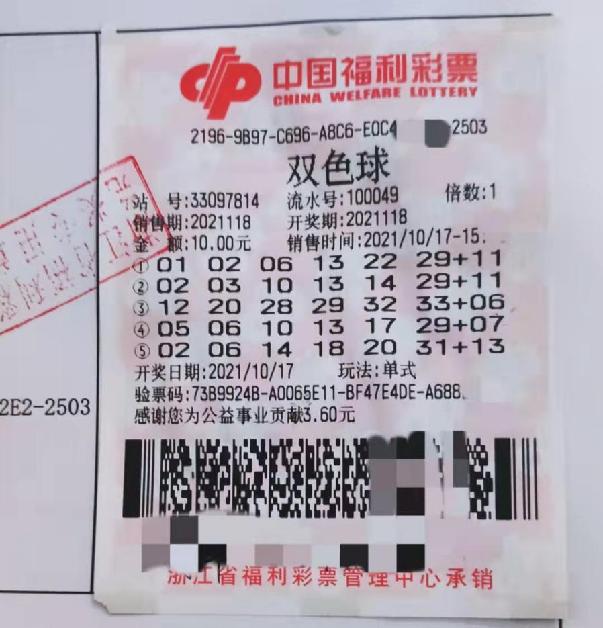 中国福利彩票
CHINA WELFARE LOTTERY
2196-9B97-C696-A8C6-E0C4 2503
双色球
站 号:33097814 流水号:100049 倍数:1
销售期:2021118 开奖期:2021118
金 额:10.00元 销售时间:2021/10/17-15:
① 01 02 06 13 22 29+11
② 02 03 10 13 14 29+11
③ 12 20 28 29 32 33+06
④ 05 06 10 13 17 29+07
⑤ 02 06 14 18 20 31+13
开奖日期:2021/10/17 玩法:单式
验票码:73B9924B-A0065E11-BF47E4DE-A688
感谢您为公益事业贡献3.60元
2E2-2503
浙江省福利彩票管理中心承销